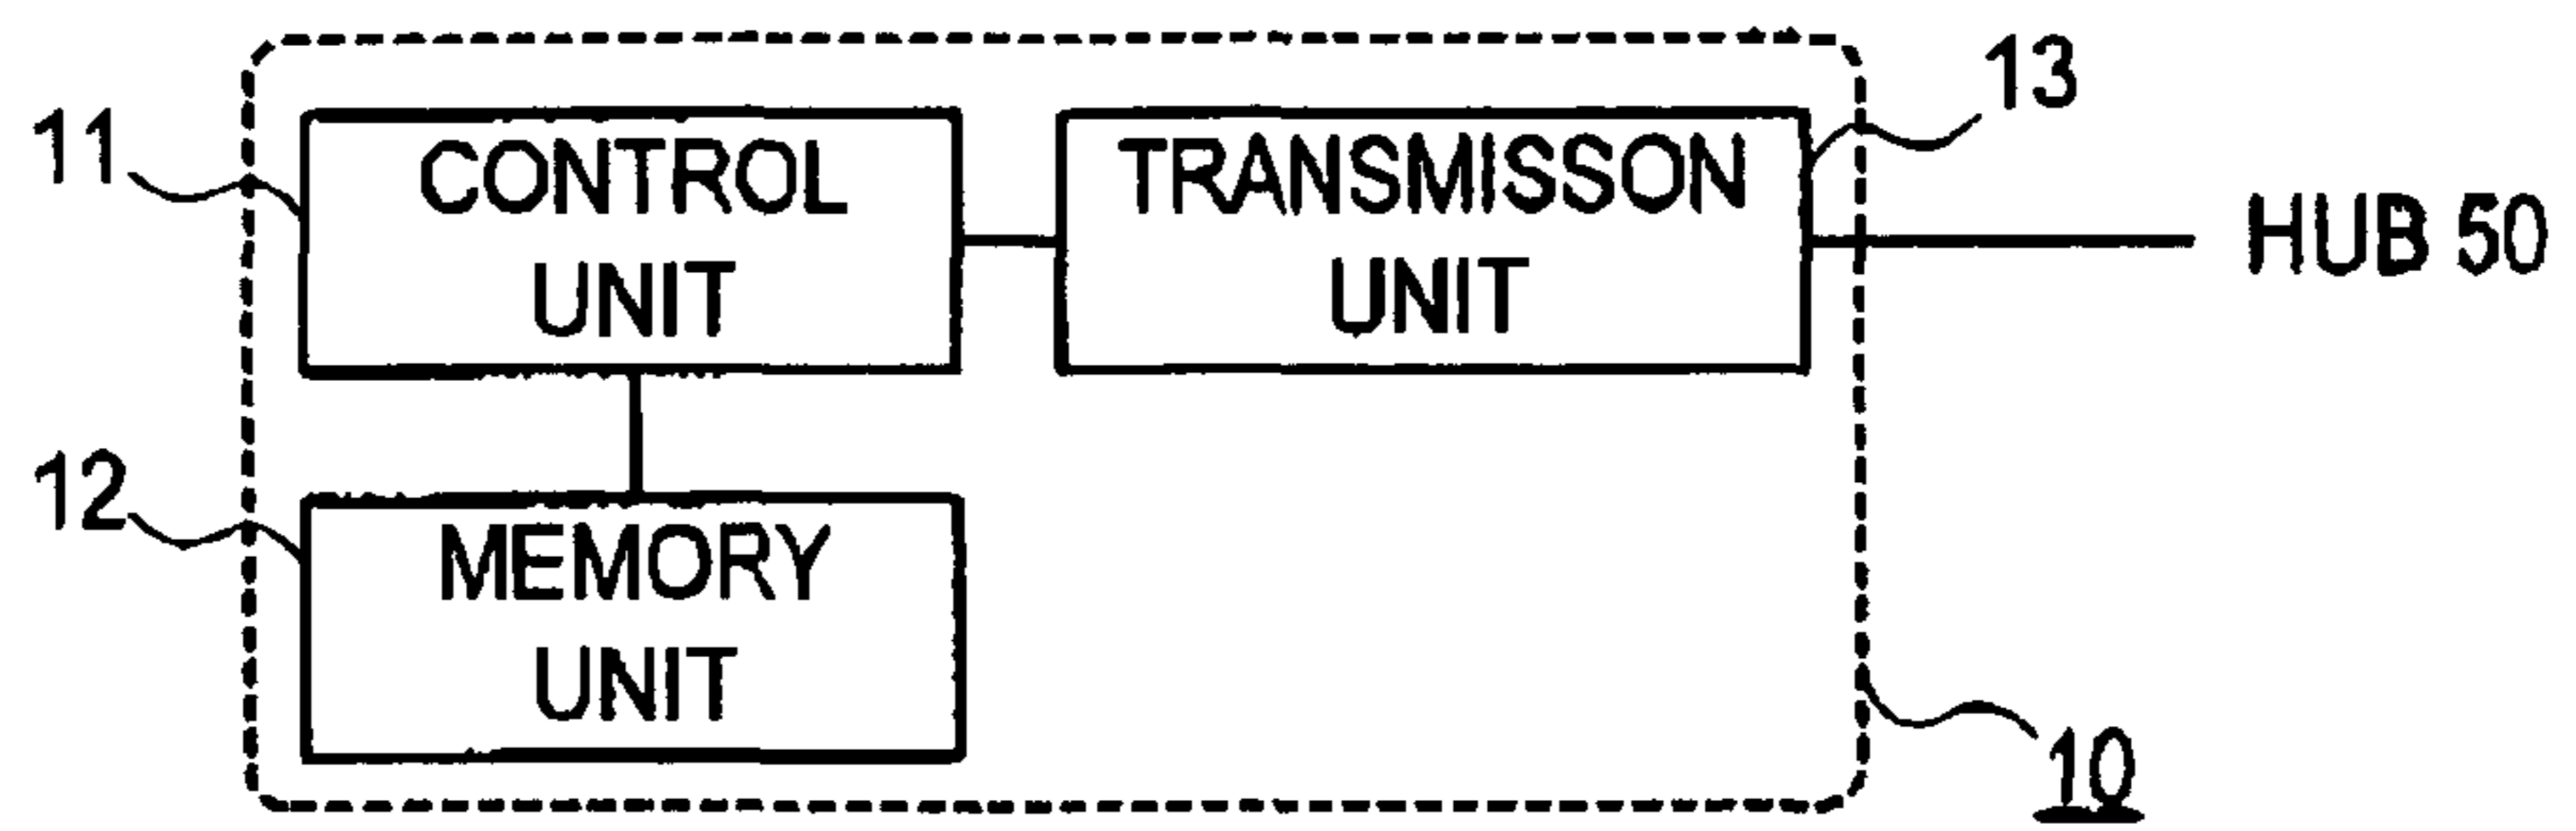 11
CONTROL
UNIT
TRANSMISSON
UNIT
13
HUB 50
12
MEMORY
UNIT
10